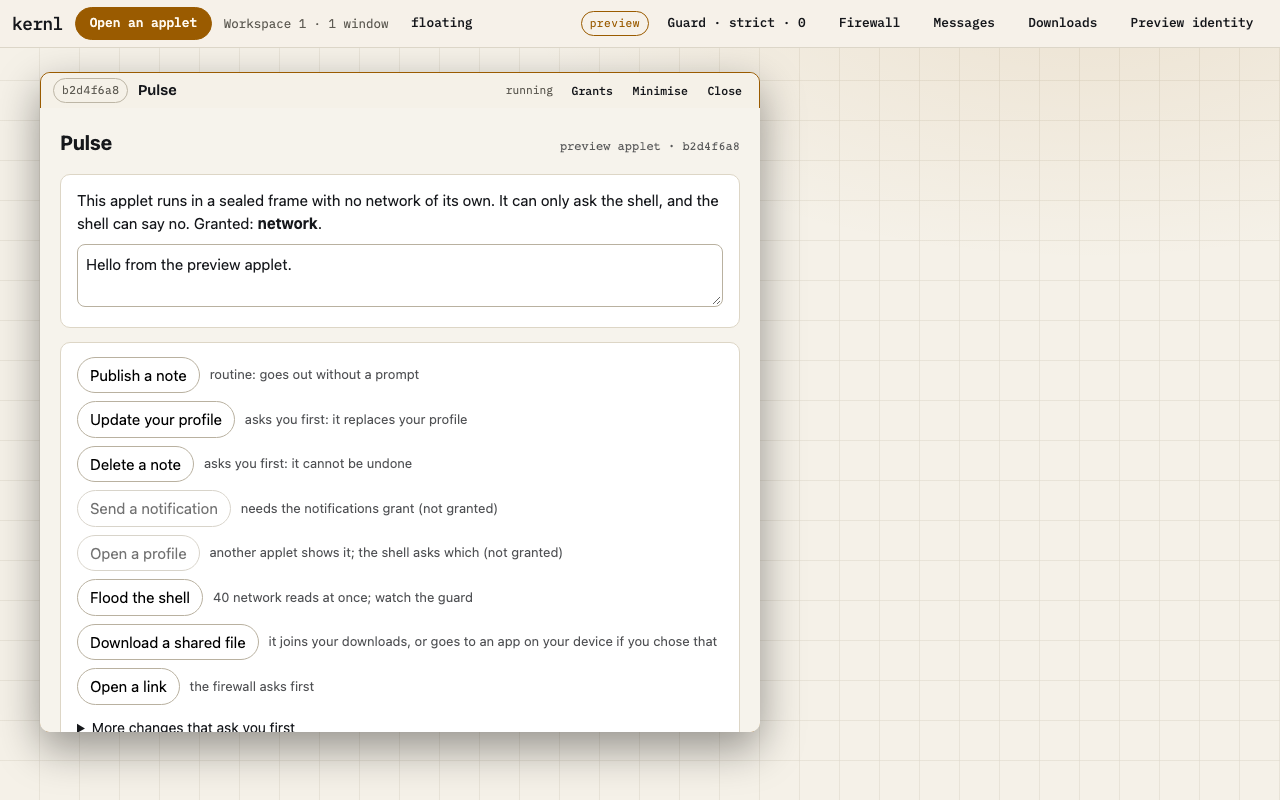 kernl Open an applet Workspace 1 · 1 window floating preview Guard · strict · 0 Firewall Messages Downloads Preview identity
b2d4f6a8 Pulse running Grants Minimise Close
Pulse preview applet · b2d4f6a8
This applet runs in a sealed frame with no network of its own. It can only ask the shell, and the
shell can say no. Granted: network.
Hello from the preview applet.
Publish a note routine: goes out without a prompt
Update your profile asks you first: it replaces your profile
Delete a note asks you first: it cannot be undone
Send a notification needs the notifications grant (not granted)
Open a profile another applet shows it; the shell asks which (not granted)
Flood the shell 40 network reads at once; watch the guard
Download a shared file it joins your downloads, or goes to an app on your device if you chose that
Open a link the firewall asks first
More changes that ask you first